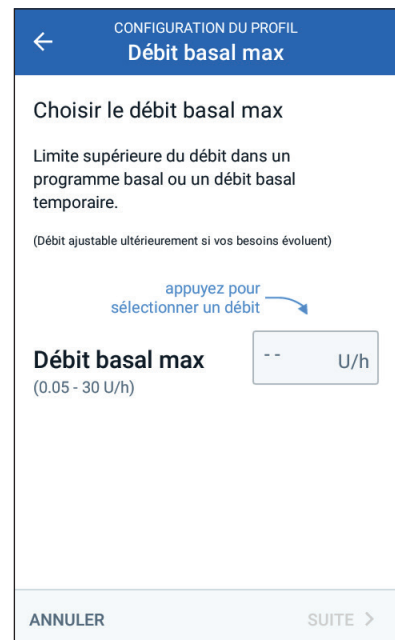 CONFIGURATION DU PROFIL
Débit basal max
Choisir le débit basal max
Limite supérieure du débit dans un
programme basal ou un débit basal
temporaire.
(Débit ajustable ultérieurement si vos besoins évoluent)
appuyez pour
sélectionner un débit
Débit basal max
-- U/h
(0.05 - 30 U/h)
ANNULER
SUITE >